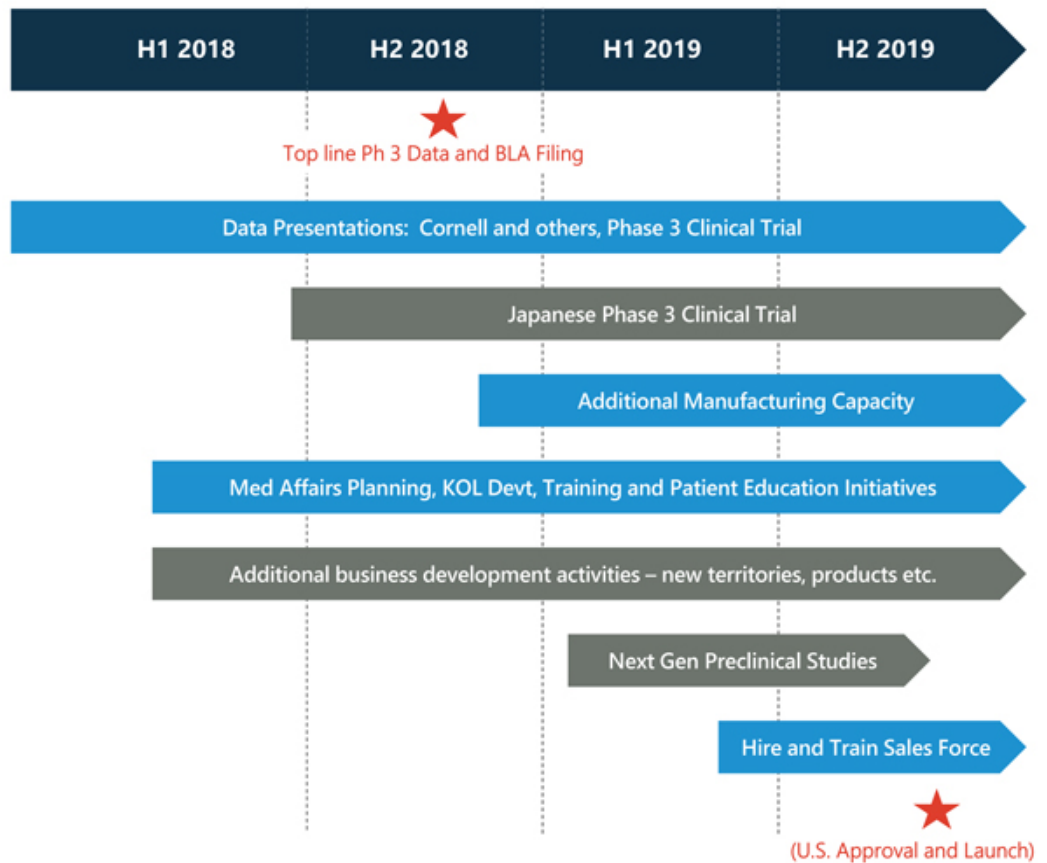 H1 2018
H2 2018
H1 2019
H2 2019
Top line Ph 3 Data and BLA Filing
Data Presentations: Cornell and others, Phase 3 Clinical Trial
Japanese Phase 3 Clinical Trial
Additional Manufacturing Capacity
Med Affairs Planning, KOL Devt, Training and Patient Education Initiatives
Additional business development activities – new territories, products etc.
Next Gen Preclinical Studies
Hire and Train Sales Force
(U.S. Approval and Launch)